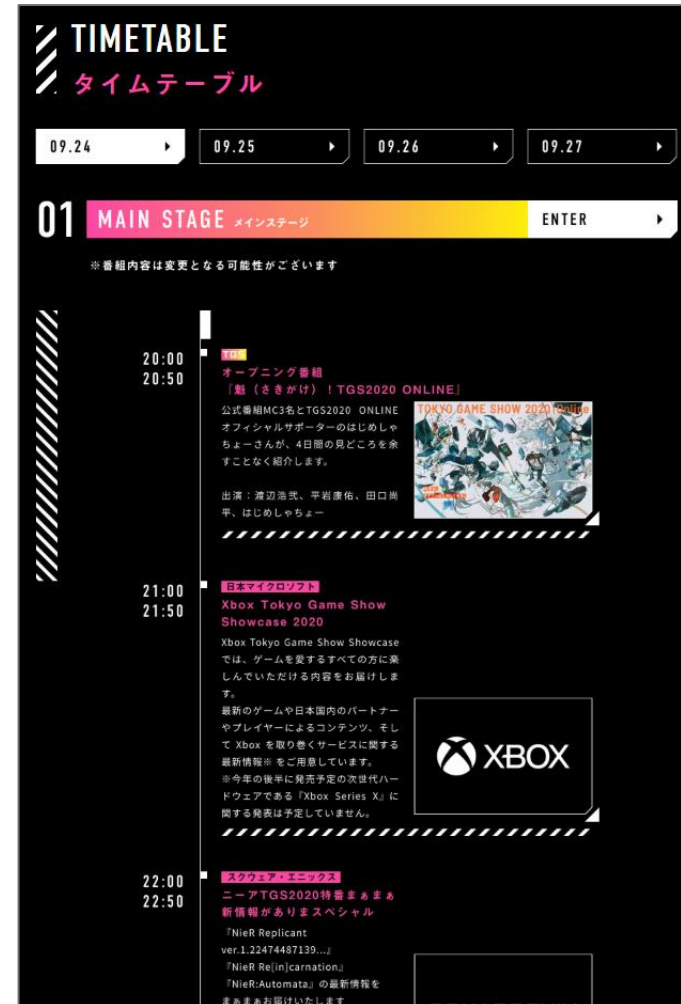 TIMETABLE
タイムテーブル
09.24
09.25
09.26
09.27
01 MAIN STAGE メインステージ
ENTER
※番組内容は変更となる可能性がございます
20:00
20:50
TGS
オープニング番組
「魁(さきがけ)!TGS2020 ONLINE」
公式番組MC3名とTGS2020 ONLINE
オフィシャルサポーターのはじめしゃ
ちょーさんが、4日間の見どころを余
すことなく紹介します。
出演:渡辺浩弐、平岩康佑、田口尚
平、はじめしゃちょー
TOKYO GAME SHOW 2020 Online
21:00
21:50
日本マイクロソフト
Xbox Tokyo Game Show
Showcase 2020
Xbox Tokyo Game Show Showcase
では、ゲームを愛するすべての方に楽
しんでいただける内容をお届けしま
す。
最新のゲームや日本国内のパートナー
やプレイヤーによるコンテンツ、そし
て Xbox を取り巻くサービスに関する
最新情報※ をご用意しています。
※今年の後半に発売予定の次世代ハー
ドウェアである『Xbox Series X』に
関する発表は予定していません。
XBOX
22:00
22:50
スクウェア・エニックス
ニーアTGS2020特番まぁまぁ
新情報がありまスペシャル
『NieR Replicant
ver.1.22474487139...』
『NieR Re[in]carnation』
『NieR:Automata』の最新情報を
まぁまぁお届けいたします